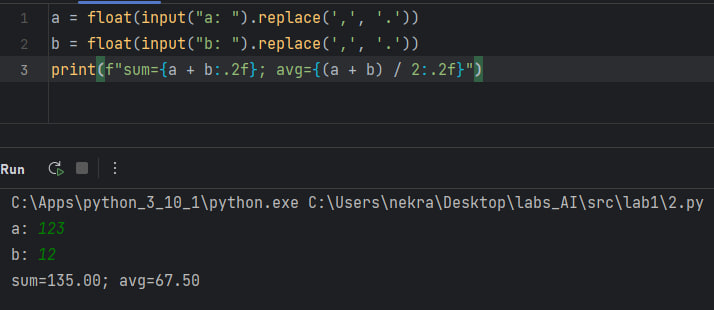 1 a = float(input("a: ").replace(',', '.'))
2 b = float(input("b: ").replace(',', '.'))
3 print(f"sum={a + b:.2f}; avg={(a + b) / 2:.2f}")
Run
C:\Apps\python_3_10_1\python.exe C:\Users\nekra\Desktop\labs_AI\src\lab1\2.py
a: 123
b: 12
sum=135.00; avg=67.50